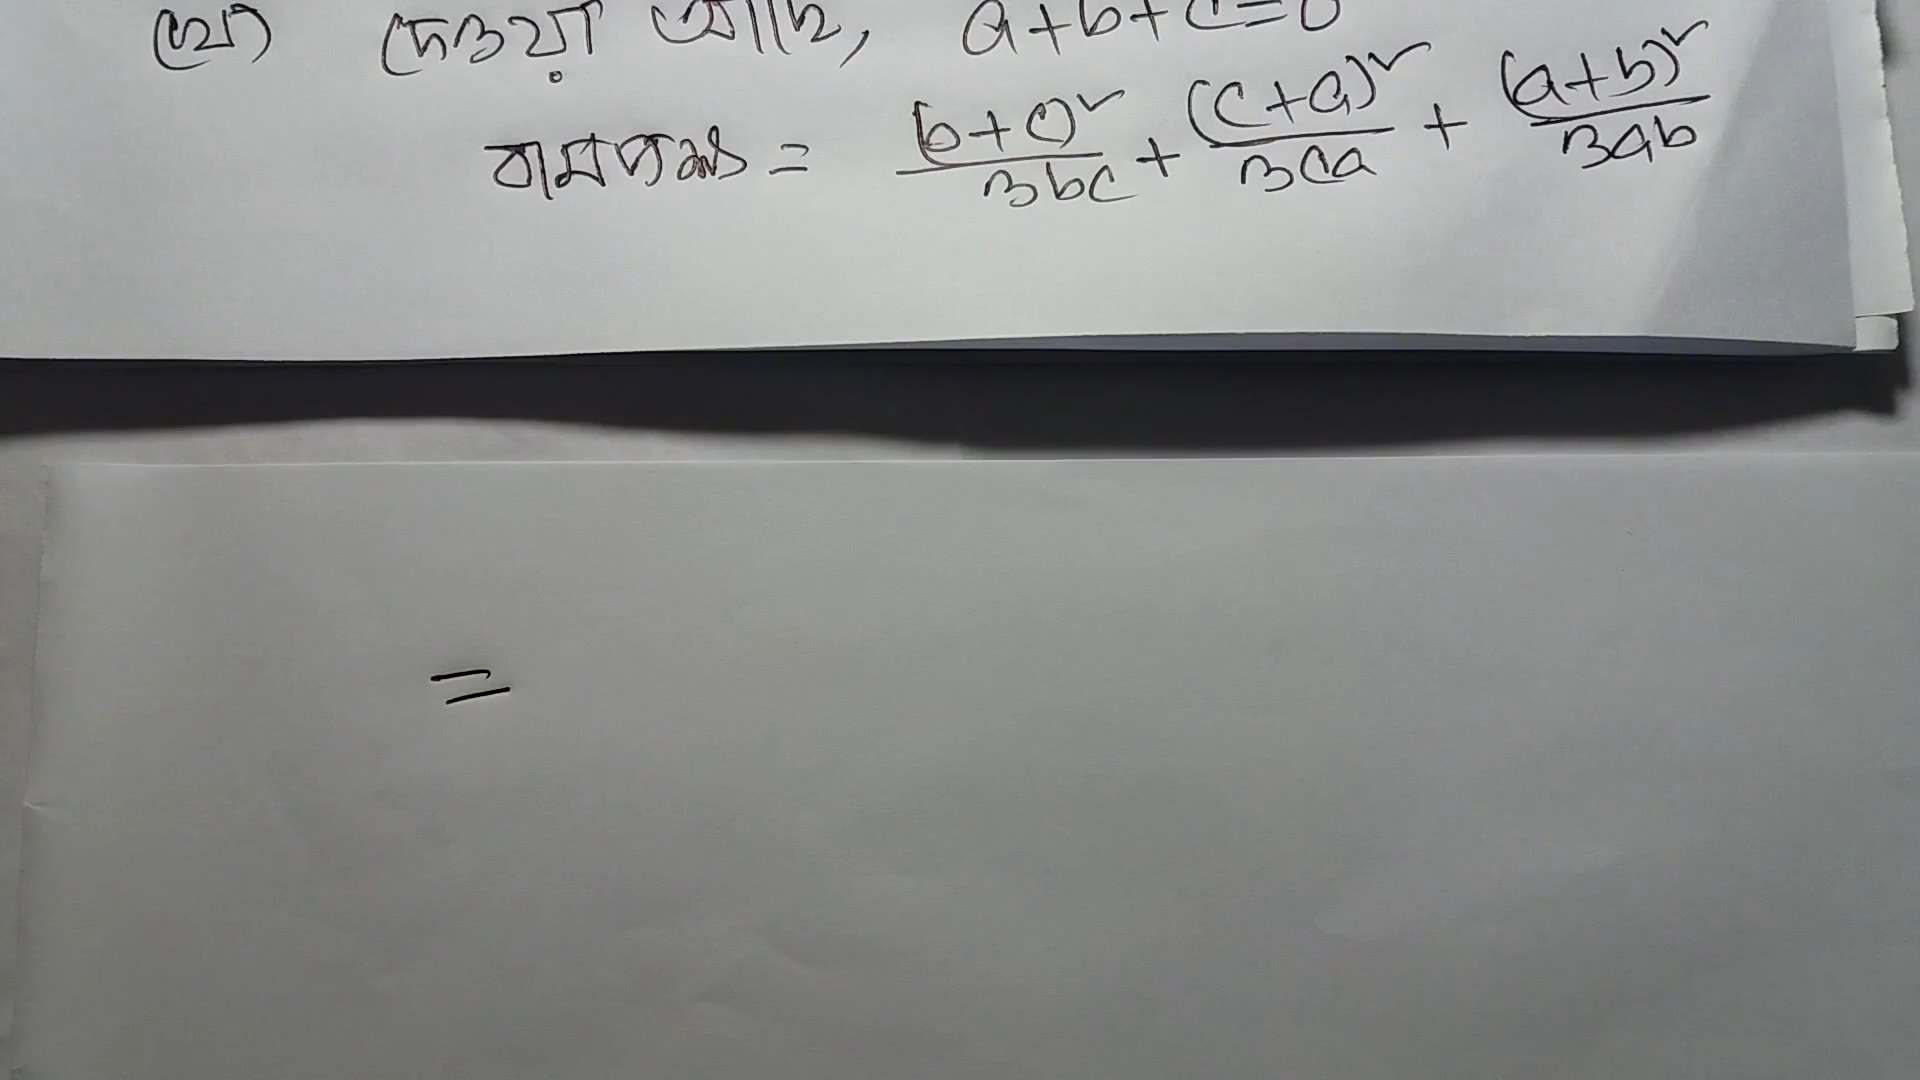 (খ) দেওয়া আছে, a+b+c=0
বামপক্ষ = (b+c)²/3bc + (c+a)²/3ca + (a+b)²/3ab
=